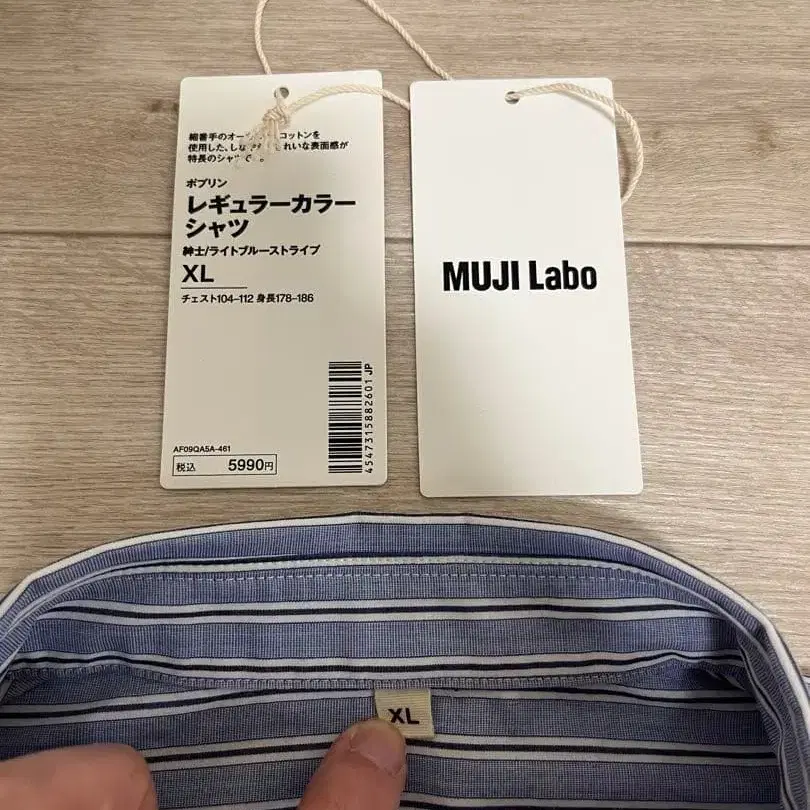 細番手のオー コットンを
使用した、しな れいな表面感が
特長のシャツで。
ポプリン
レギュラーカラー
シャツ
紳士/ライトブルーストライプ
XL
チェスト104-112 身長178-186
4547315882601 JP
AF09QA5A-461
税込 5990円
MUJI Labo
XL